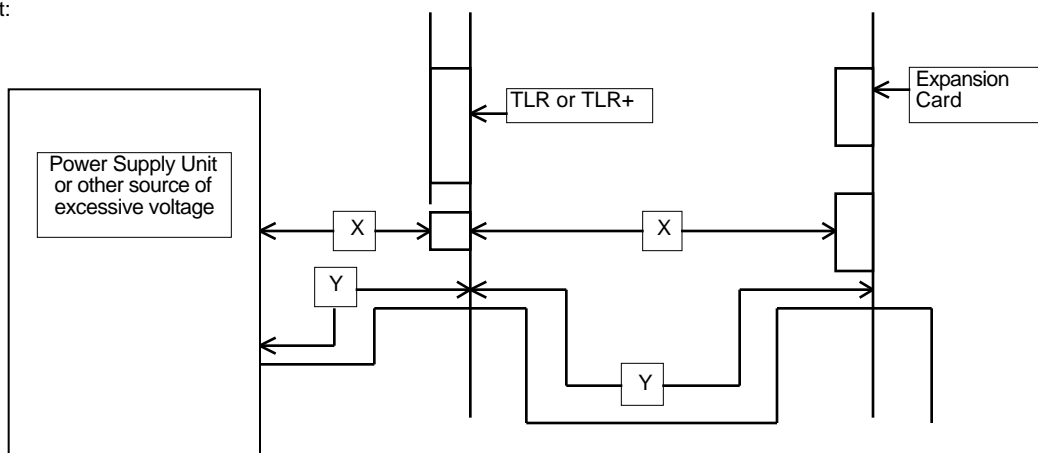 t:
TLR or TLR+
Expansion
Card
Power Supply Unit
or other source of
excessive voltage
X
X
Y
Y